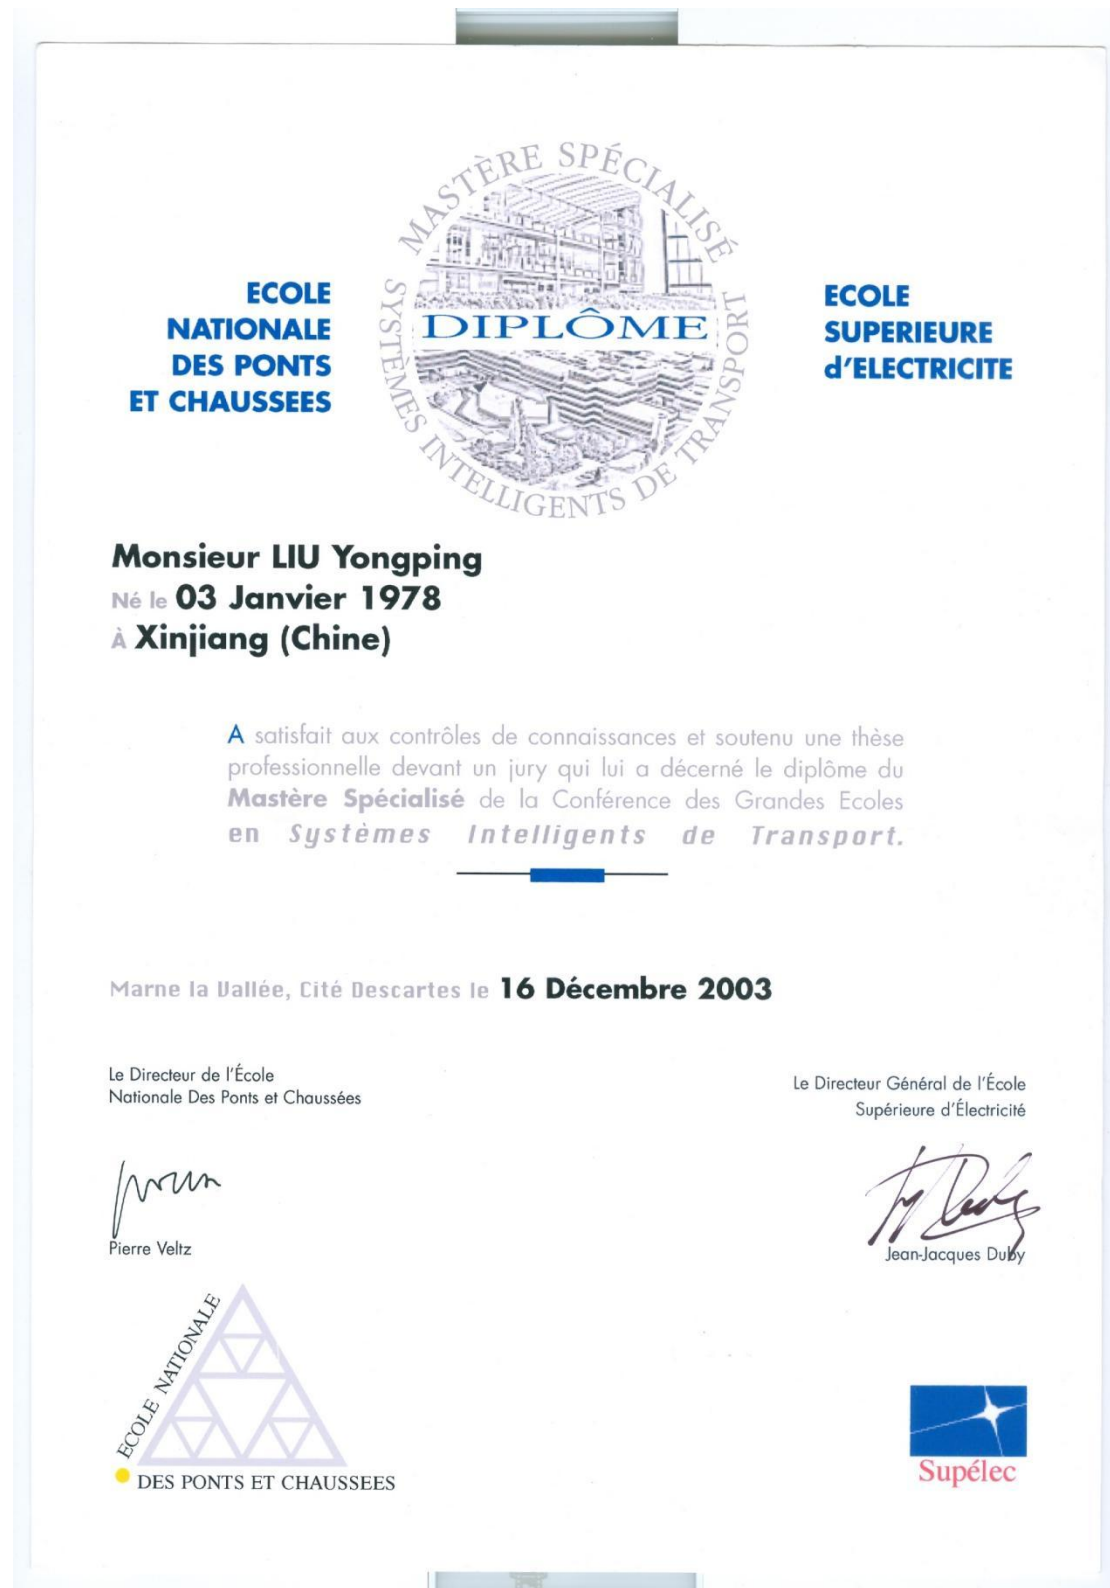 MASTÈRE SPÉCIALISÉ
SYSTÈMES INTELLIGENTS DE TRANSPORT
DIPLÔME
ECOLE
NATIONALE
DES PONTS
ET CHAUSSEES
ECOLE
SUPERIEURE
d'ELECTRICITE
Monsieur LIU Yongping
Né le 03 Janvier 1978
À Xinjiang (Chine)
A satisfait aux contrôles de connaissances et soutenu une thèse
professionnelle devant un jury qui lui a décerné le diplôme du
Mastère Spécialisé de la Conférence des Grandes Ecoles
en Systèmes Intelligents de Transport.
Marne la Vallée, Cité Descartes le 16 Décembre 2003
Le Directeur de l'École
Nationale Des Ponts et Chaussées
Pierre Veltz
Le Directeur Général de l'École
Supérieure d'Électricité
Jean-Jacques Duby
ECOLE NATIONALE
DES PONTS ET CHAUSSEES
Supélec